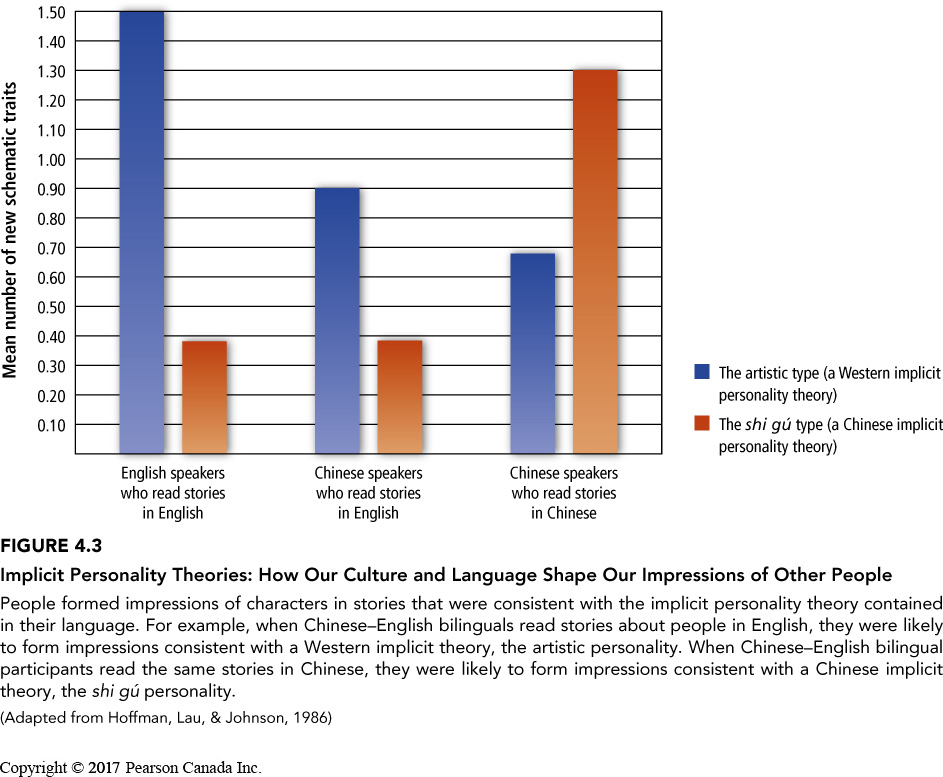 1.50
1.40
1.30
1.20
1.10
1.00
0.90
0.80
0.70
0.60
0.50
0.40
0.30
0.20
0.10
Mean number of new schematic traits
English speakers
who read stories
in English
Chinese speakers
who read stories
in English
Chinese speakers
who read stories
in Chinese
The artistic type (a Western implicit
personality theory)
The shi gú type (a Chinese implicit
personality theory)
FIGURE 4.3
Implicit Personality Theories: How Our Culture and Language Shape Our Impressions of Other People
People formed impressions of characters in stories that were consistent with the implicit personality theory contained
in their language. For example, when Chinese–English bilinguals read stories about people in English, they were likely
to form impressions consistent with a Western implicit theory, the artistic personality. When Chinese–English bilingual
participants read the same stories in Chinese, they were likely to form impressions consistent with a Chinese implicit
theory, the shi gú personality.
(Adapted from Hoffman, Lau, & Johnson, 1986)
Copyright © 2017 Pearson Canada Inc.